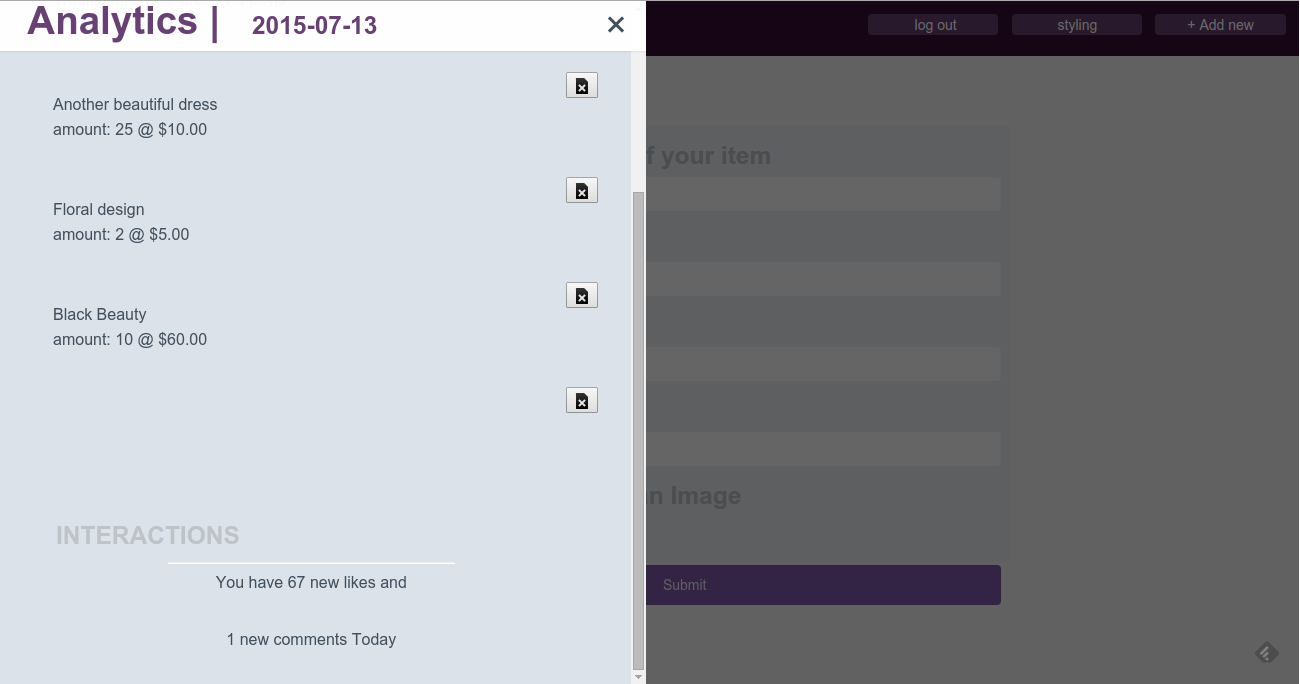 Analytics | 2015-07-13
log out styling + Add new
Another beautiful dress
amount: 25 @ $10.00
f your item
Floral design
amount: 2 @ $5.00
Black Beauty
amount: 10 @ $60.00
n Image
INTERACTIONS
You have 67 new likes and
Submit
1 new comments Today